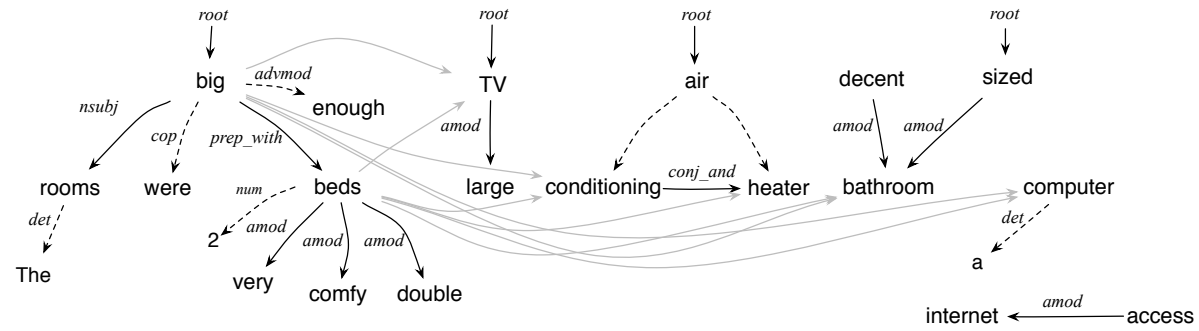 root root root root
big advmod TV air decent sized
enough
nsubj cop prep_with amod amod amod
rooms were beds large conditioning conj_and heater bathroom computer
det num det
2 amod amod amod
The very comfy double a
internet amod access